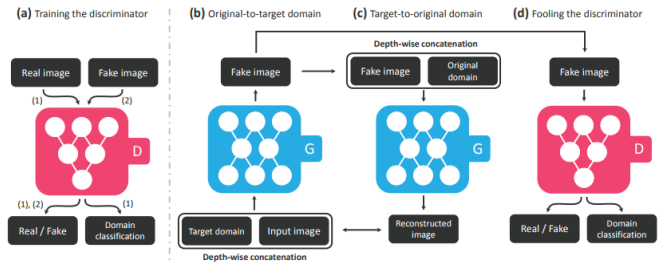 (a) Training the discriminator
(b) Original-to-target domain
(c) Target-to-original domain
(d) Fooling the discriminator
Real image
Fake image
(1)
(2)
D
(1), (2)
(1)
Real / Fake
Domain
classification
Fake image
G
Target domain
Input image
Depth-wise concatenation
Depth-wise concatenation
Fake image
Original
domain
G
Reconstructed
image
Fake image
D
Real / Fake
Domain
classification